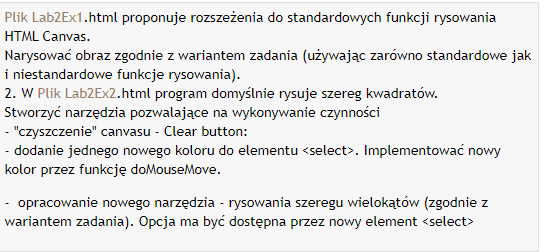 Plik Lab2Ex1.html proponuje rozszeżenia do standardowych funkcji rysowania
HTML Canvas.
Narysować obraz zgodnie z wariantem zadania (używając zarówno standardowe jak
i niestandardowe funkcje rysowania).
2. W Plik Lab2Ex2.html program domyślnie rysuje szereg kwadratów.
Stworzyć narzędzia pozwalające na wykonywanie czynności
- "czyszczenie" canvasu - Clear button:
- dodanie jednego nowego koloru do elementu <select>. Implementować nowy
kolor przez funkcję doMouseMove.
- opracowanie nowego narzędzia - rysowania szeregu wielokątów (zgodnie z
wariantem zadania). Opcja ma być dostępna przez nowy element <select>